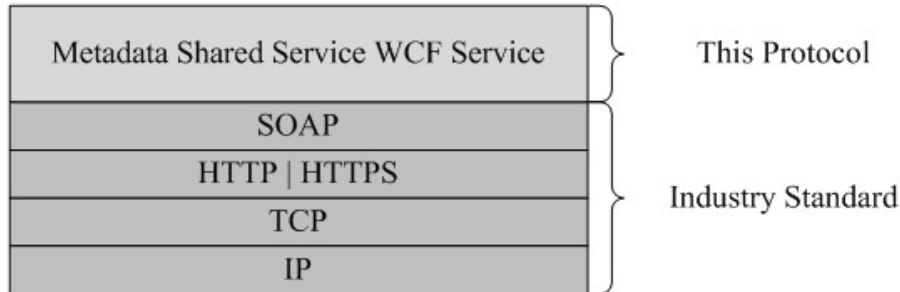 Metadata Shared Service WCF Service
This Protocol
SOAP
HTTP | HTTPS
Industry Standard
TCP
IP